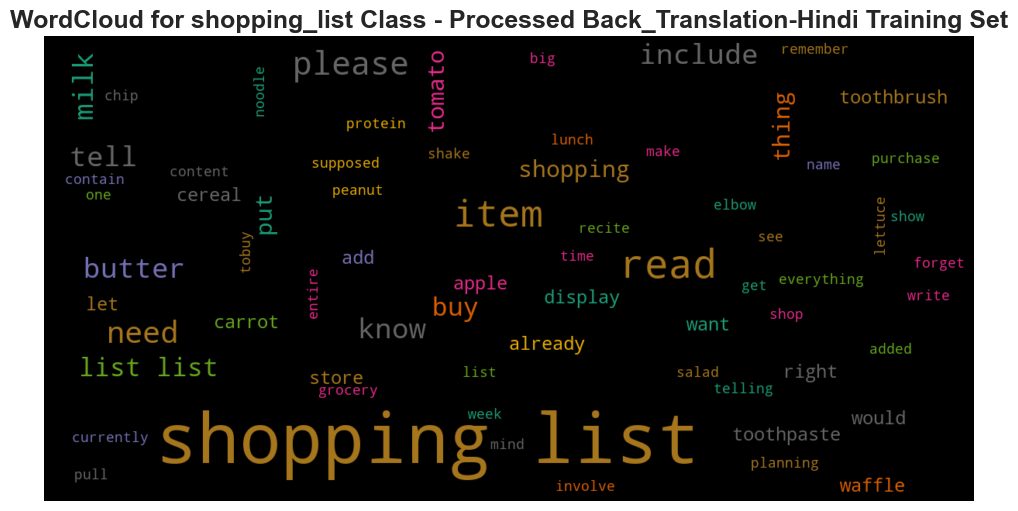 WordCloud for shopping_list Class - Processed Back_Translation-Hindi Training Set
milk
chip
noodle
please
tomato
big
include
remember
toothbrush
thing
protein
lunch
tell
content
contain
one
cereal
supposed
peanut
shake
shopping
make
name
purchase
put
item
recite
elbow
lettuce
show
tobuy
see
butter
add
entire
time
read
everything
forget
let
apple
buy
display
get
write
need
carrot
know
want
shop
already
added
list list
store
grocery
list
salad
telling
right
week
would
currently
shopping list
mind
toothpaste
pull
planning
involve
waffle